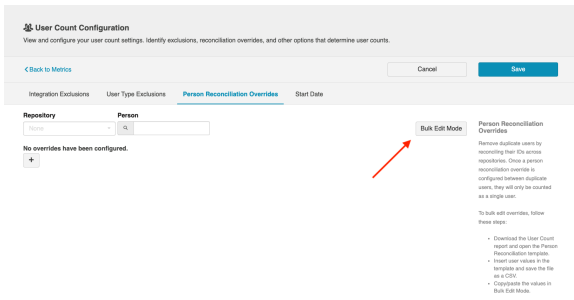 User Count Configuration
View and configure your user count settings. Identify exclusions, reconciliation overrides, and other options that determine user counts.
Back to Metrics
Cancel
Save
Integration Exclusions
User Type Exclusions
Person Reconciliation Overrides
Start Date
Repository
Person
None
Bulk Edit Mode
No overrides have been configured.
+
Person Reconciliation
Overrides
Remove duplicate users by
reconciling their IDs across
repositories. Once a person
reconciliation override is
configured between duplicate
users, they will only be counted
as a single user.
To bulk edit overrides, follow
these steps:
• Download the User Count
report and open the Person
Reconciliation template.
• Insert user values in the
template and save the file
as a CSV.
• Copy/paste the values in
Bulk Edit Mode.